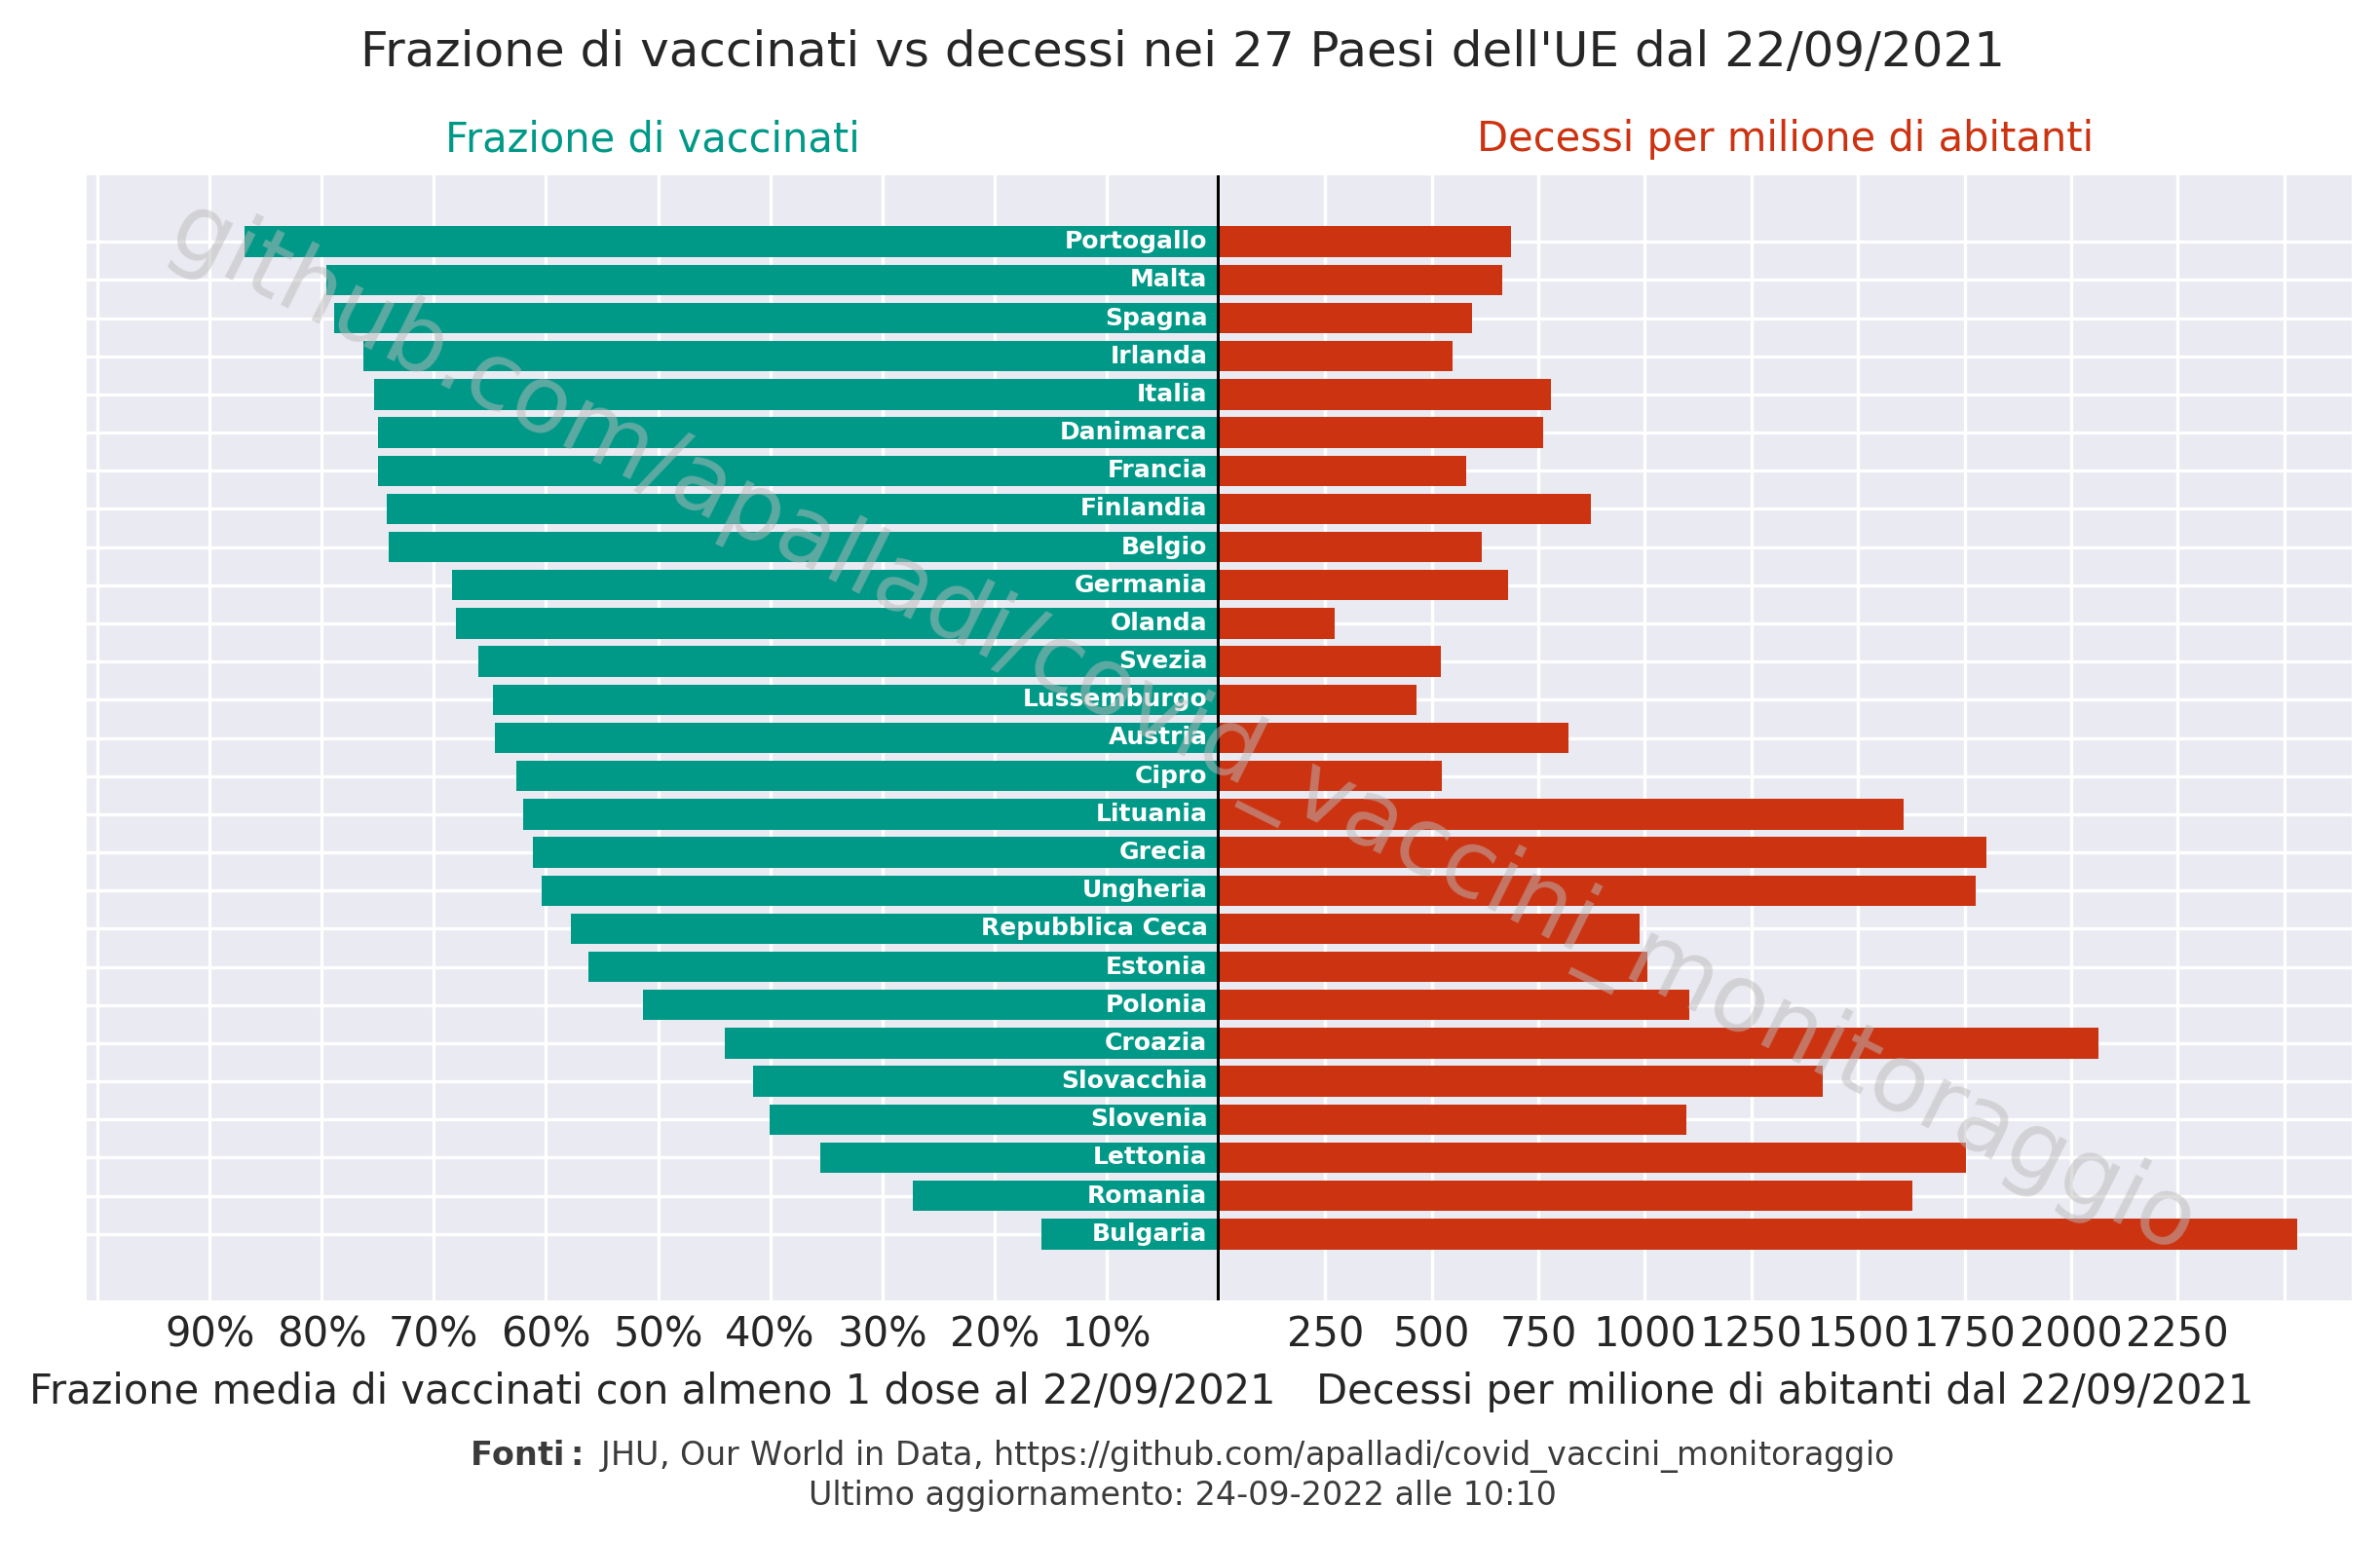 Frazione di vaccinati vs decessi nei 27 Paesi dell'UE dal 22/09/2021
Frazione di vaccinati
Decessi per milione di abitanti
Portogallo
Malta
Spagna
Irlanda
Italia
Danimarca
Francia
Finlandia
Belgio
Germania
Olanda
Svezia
Lussemburgo
Austria
Cipro
Lituania
Grecia
Ungheria
Repubblica Ceca
Estonia
Polonia
Croazia
Slovacchia
Slovenia
Lettonia
Romania
Bulgaria
github.com/apalladi/covid_vaccini_monitoraggio
90% 80% 70% 60% 50% 40% 30% 20% 10%
250 500 750 1000 1250 1500 1750 2000 2250
Frazione media di vaccinati con almeno 1 dose al 22/09/2021
Decessi per milione di abitanti dal 22/09/2021
Fonti: JHU, Our World in Data, https://github.com/apalladi/covid_vaccini_monitoraggio
Ultimo aggiornamento: 24-09-2022 alle 10:10